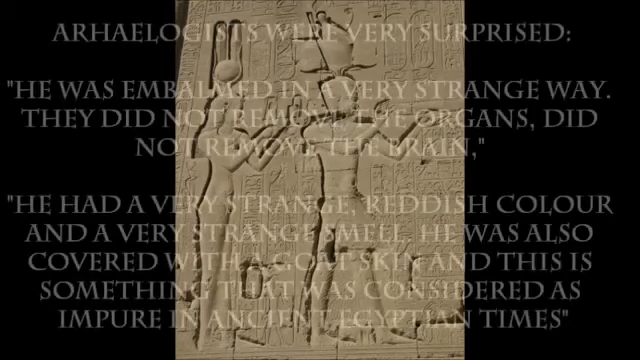 ARHAELOGISTS WERE VERY SURPRISED:
"HE WAS EMBALMED IN A VERY STRANGE WAY.
THEY DID NOT REMOVE THE ORGANS, DID
NOT REMOVE THE BRAIN,"
"HE HAD A VERY STRANGE, REDDISH COLOUR
AND A VERY STRANGE SMELL. HE WAS ALSO
COVERED WITH A GOAT SKIN AND THIS IS
SOMETHING THAT WAS CONSIDERED AS
IMPURE IN ANCIENT EGYPTIAN TIMES"